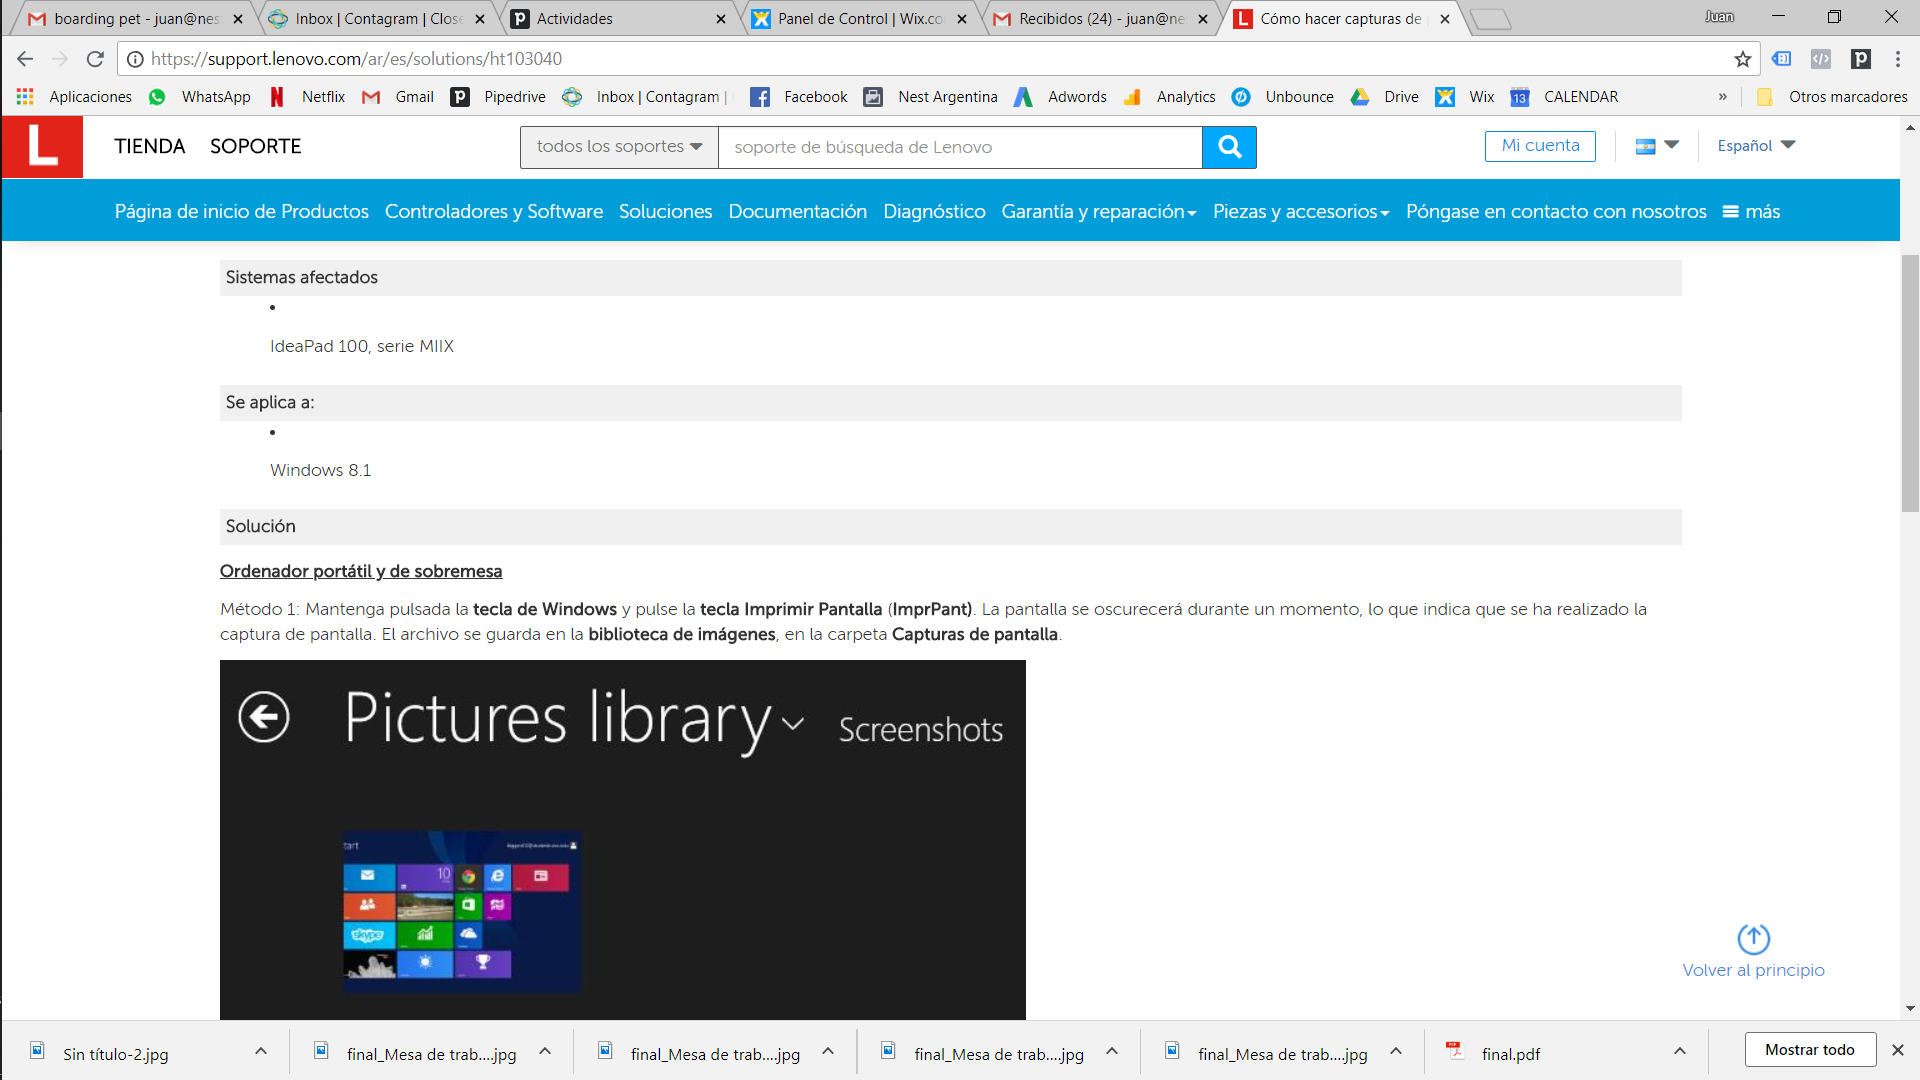 boarding pet - juan@nes
Inbox | Contagram | Close
Actividades
Panel de Control | Wix.co
Recibidos (24) - juan@ne
Cómo hacer capturas de
Juan
https://support.lenovo.com/ar/es/solutions/ht103040
Aplicaciones
WhatsApp
Netflix
Gmail
Pipedrive
Inbox | Contagram |
Facebook
Nest Argentina
Adwords
Analytics
Unbounce
Drive
Wix
13
CALENDAR
»
Otros marcadores
L
TIENDA
SOPORTE
todos los soportes
soporte de búsqueda de Lenovo
Mi cuenta
Español
Página de inicio de Productos
Controladores y Software
Soluciones
Documentación
Diagnóstico
Garantía y reparación
Piezas y accesorios
Póngase en contacto con nosotros
más
Sistemas afectados
•
IdeaPad 100, serie MIIX
Se aplica a:
•
Windows 8.1
Solución
Ordenador portátil y de sobremesa
Método 1: Mantenga pulsada la tecla de Windows y pulse la tecla Imprimir Pantalla (ImprPant). La pantalla se oscurecerá durante un momento, lo que indica que se ha realizado la
captura de pantalla. El archivo se guarda en la biblioteca de imágenes, en la carpeta Capturas de pantalla.
Pictures library
Screenshots
tart
10
skype
Volver al principio
Sin título-2.jpg
final_Mesa de trab....jpg
final_Mesa de trab....jpg
final_Mesa de trab....jpg
final_Mesa de trab....jpg
final.pdf
Mostrar todo